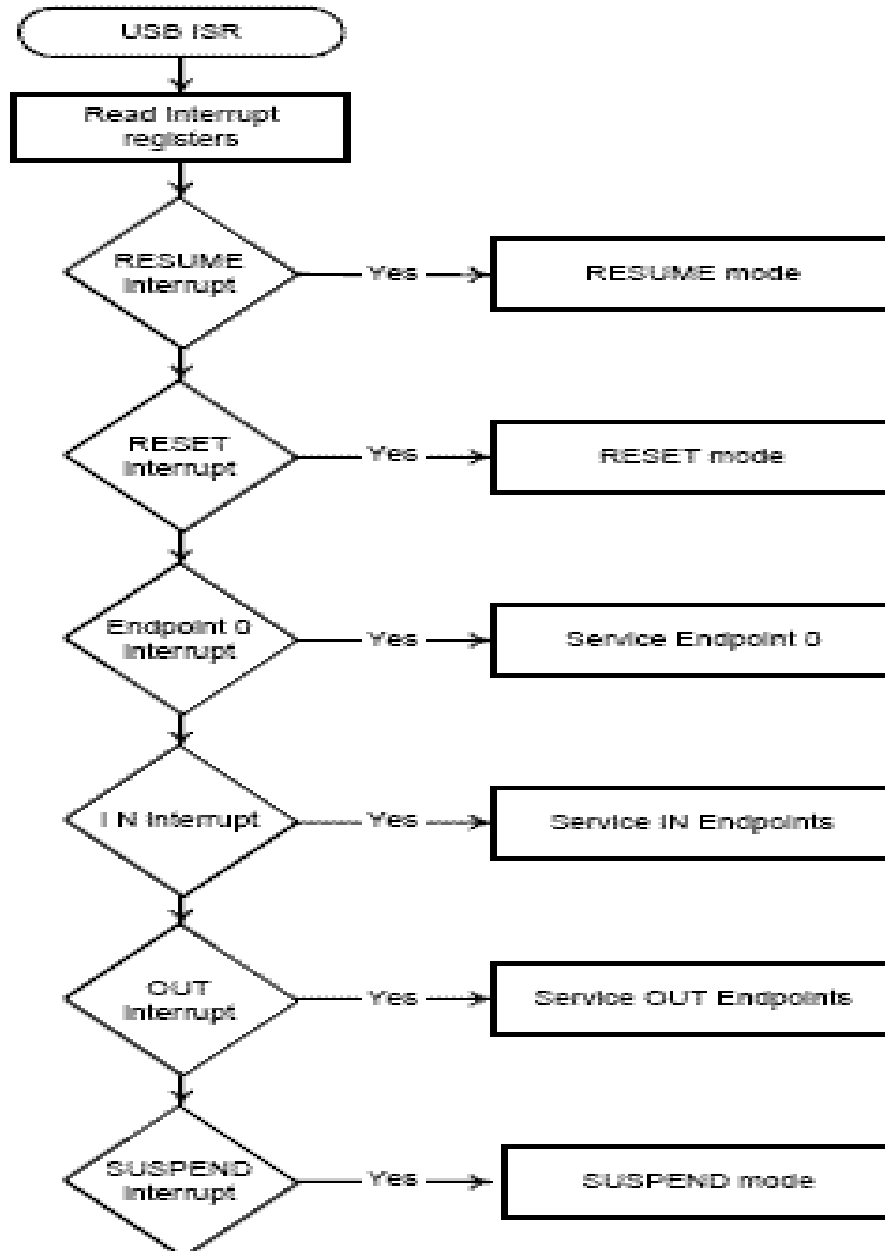 USB ISR
Read Interrupt
registers
RESUME
Interrupt
Yes
RESUME mode
RESET
Interrupt
Yes
RESET mode
Endpoint 0
Interrupt
Yes
Service Endpoint 0
I N Interrupt
Yes
Service IN Endpoints
OUT
Interrupt
Yes
Service OUT Endpoints
SUSPEND
Interrupt
Yes
SUSPEND mode